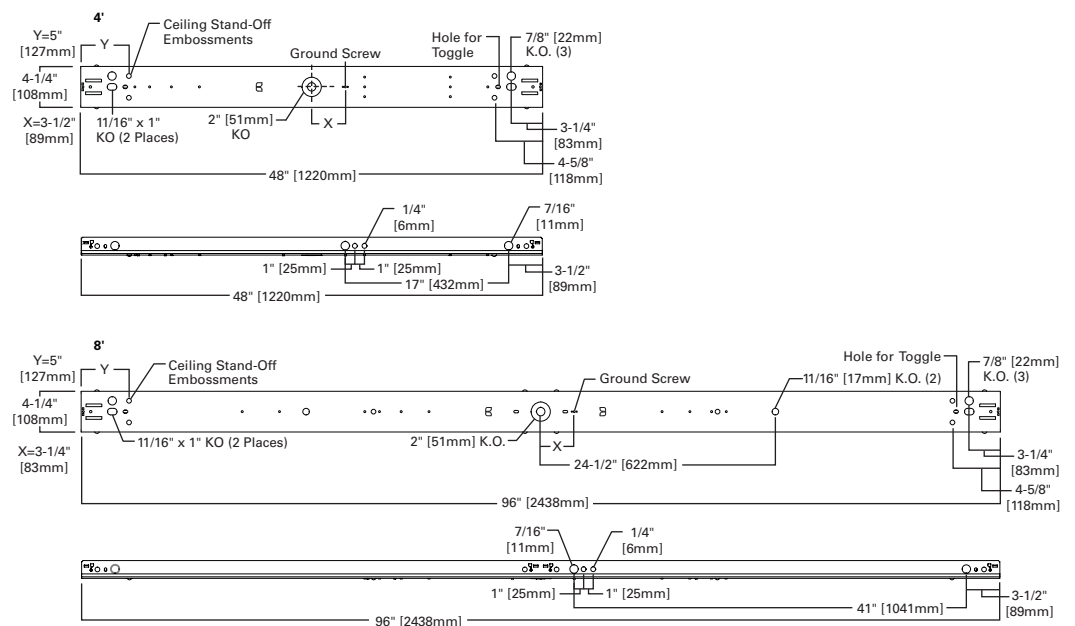 4'
Y=5"
[127mm]
Y
Ceiling Stand-Off
Embossments
Ground Screw
Hole for
Toggle
7/8" [22mm]
K.O. (3)
4-1/4"
[108mm]
X=3-1/2"
[89mm]
11/16" x 1"
KO (2 Places)
2" [51mm]
KO
X
3-1/4"
[83mm]
4-5/8"
[118mm]
48" [1220mm]
1/4"
[6mm]
7/16"
[11mm]
1" [25mm]
1" [25mm]
17" [432mm]
3-1/2"
[89mm]
48" [1220mm]
8'
Y=5"
[127mm]
Y
Ceiling Stand-Off
Embossments
Ground Screw
11/16" [17mm] K.O. (2)
Hole for Toggle
7/8" [22mm]
K.O. (3)
4-1/4"
[108mm]
X=3-1/4"
[83mm]
11/16" x 1" KO (2 Places)
2" [51mm] K.O.
X
24-1/2" [622mm]
3-1/4"
[83mm]
4-5/8"
[118mm]
96" [2438mm]
7/16"
[11mm]
1/4"
[6mm]
1" [25mm]
1" [25mm]
41" [1041mm]
3-1/2"
[89mm]
96" [2438mm]